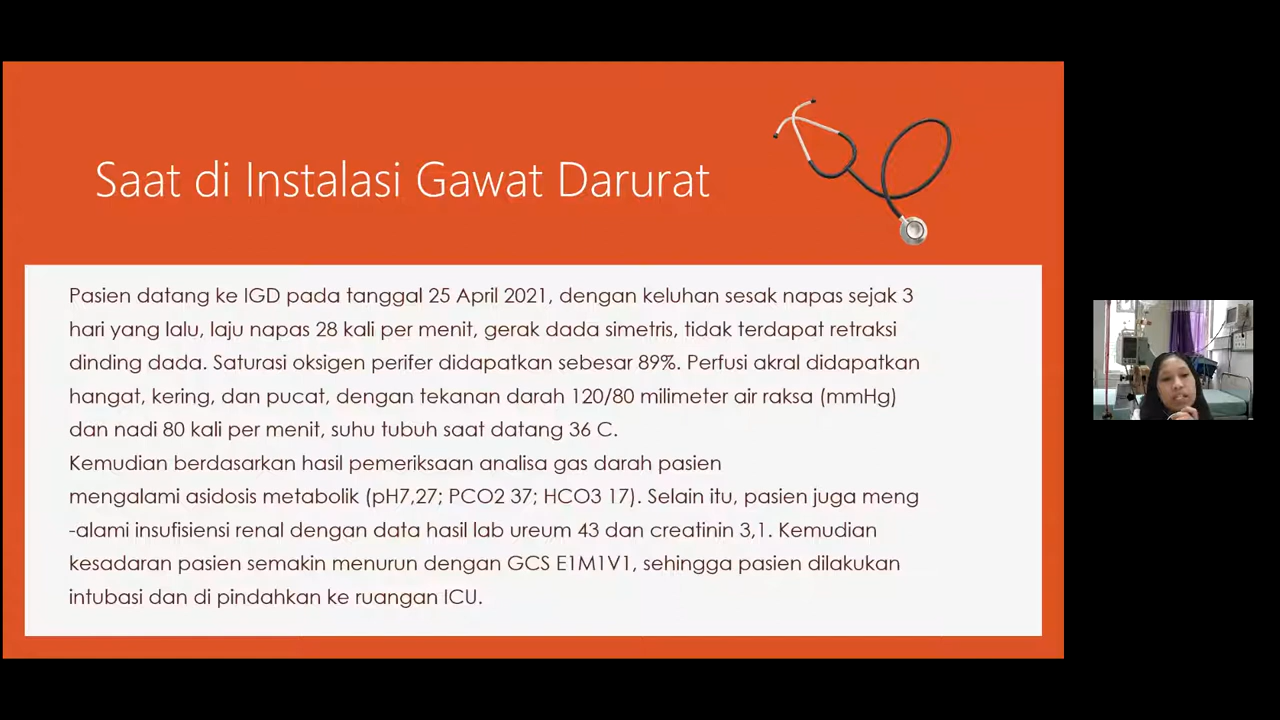 Saat di Instalasi Gawat Darurat
Pasien datang ke IGD pada tanggal 25 April 2021, dengan keluhan sesak napas sejak 3
hari yang lalu, laju napas 28 kali per menit, gerak dada simetris, tidak terdapat retraksi
dinding dada. Saturasi oksigen perifer didapatkan sebesar 89%. Perfusi akral didapatkan
hangat, kering, dan pucat, dengan tekanan darah 120/80 milimeter air raksa (mmHg)
dan nadi 80 kali per menit, suhu tubuh saat datang 36 C.
Kemudian berdasarkan hasil pemeriksaan analisa gas darah pasien
mengalami asidosis metabolik (pH7,27; PCO2 37; HCO3 17). Selain itu, pasien juga meng
-alami insufisiensi renal dengan data hasil lab ureum 43 dan creatinin 3,1. Kemudian
kesadaran pasien semakin menurun dengan GCS E1M1V1, sehingga pasien dilakukan
intubasi dan di pindahkan ke ruangan ICU.